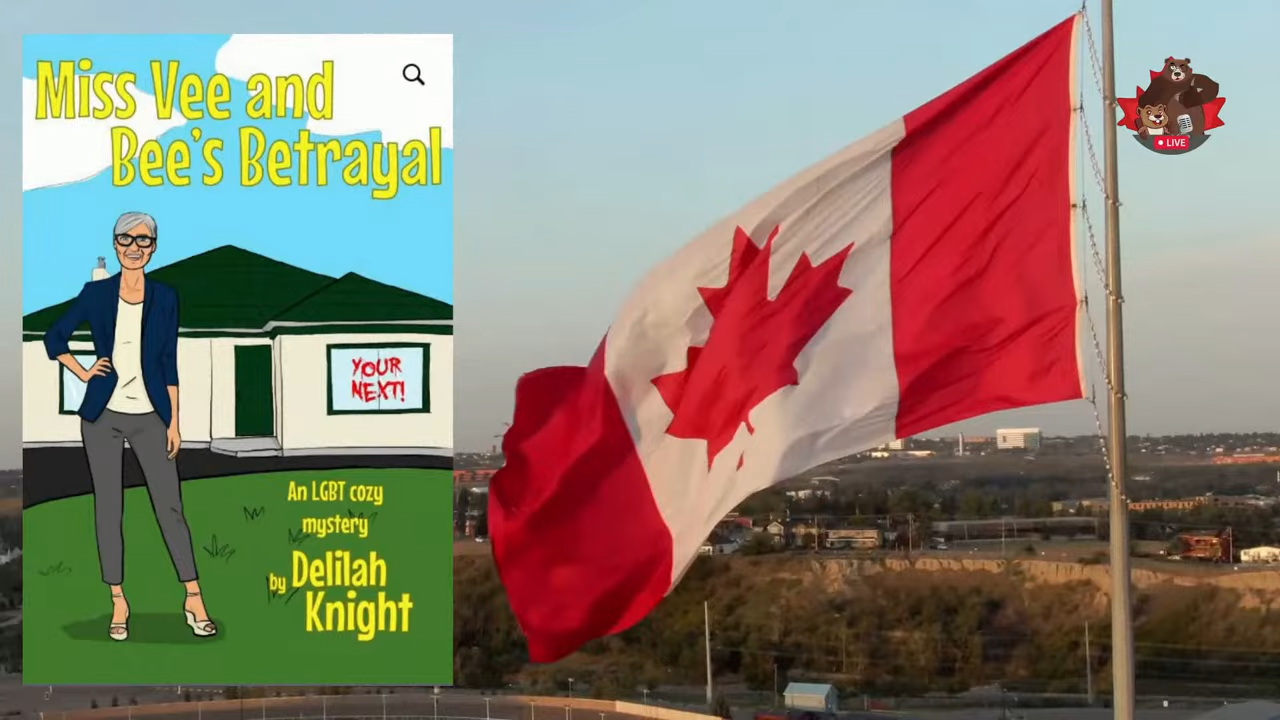 Miss Vee and
Bee's Betrayal
YOUR
NEXT!
An LGBT cozy
mystery
by Delilah
Knight
LIVE